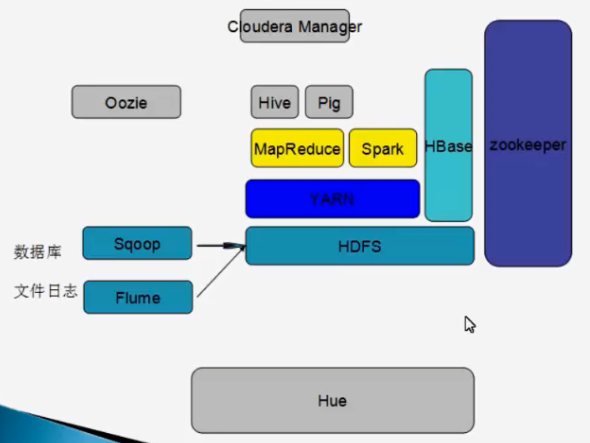 Cloudera Manager
Oozie
Hive
Pig
MapReduce
Spark
HBase
zookeeper
YARN
数据库
Sqoop
HDFS
文件日志
Flume
Hue